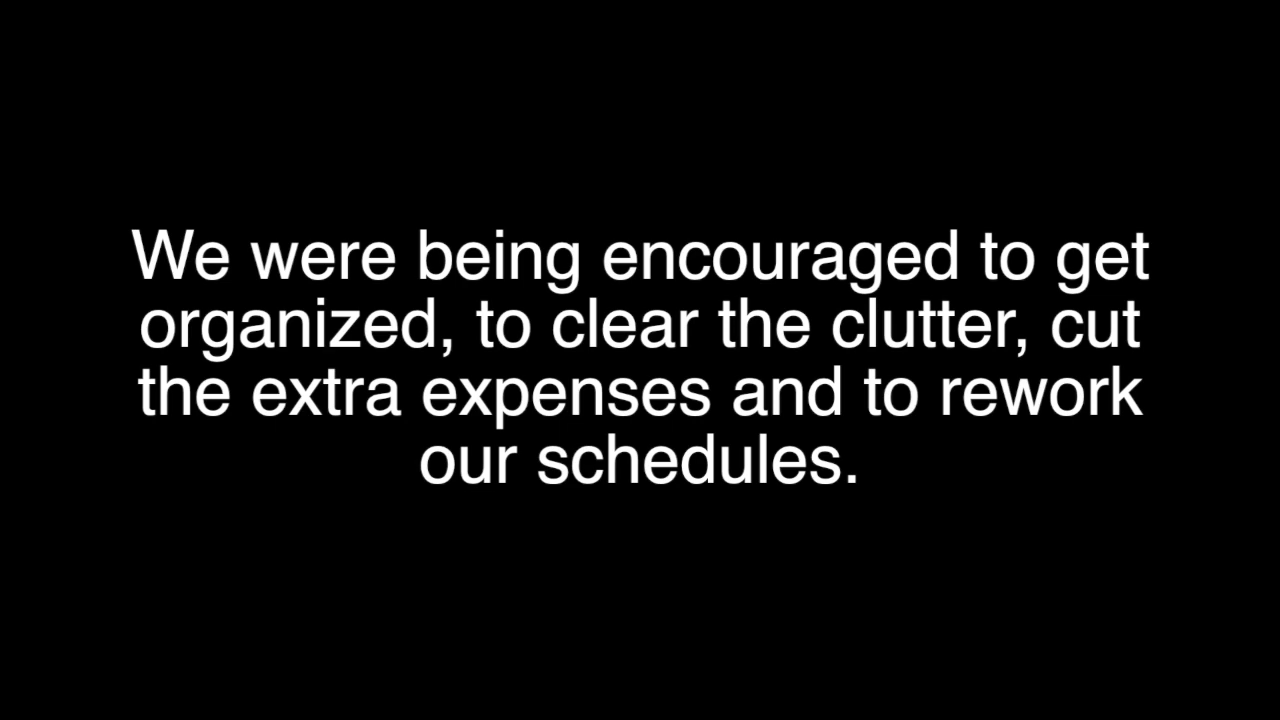 We were being encouraged to get
organized, to clear the clutter, cut
the extra expenses and to rework
our schedules.